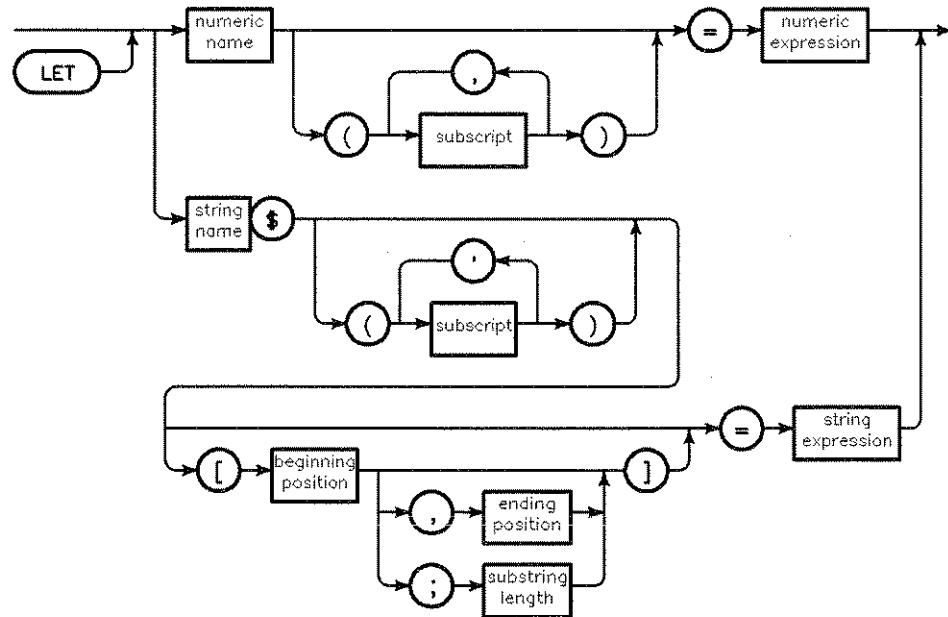 numeric
name
=
numeric
expression
LET
,
(
subscript
)
string
name
$
,
(
subscript
)
=
string
expression
[
beginning
position
]
,
ending
position
;
substring
length